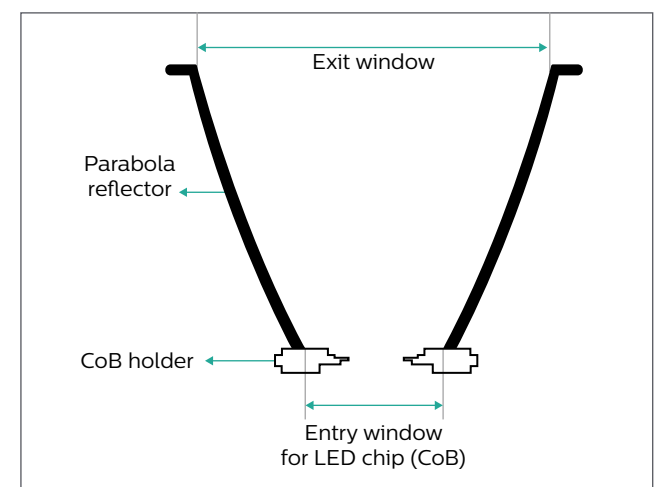 Exit window
Parabola
reflector
CoB holder
Entry window
for LED chip (CoB)